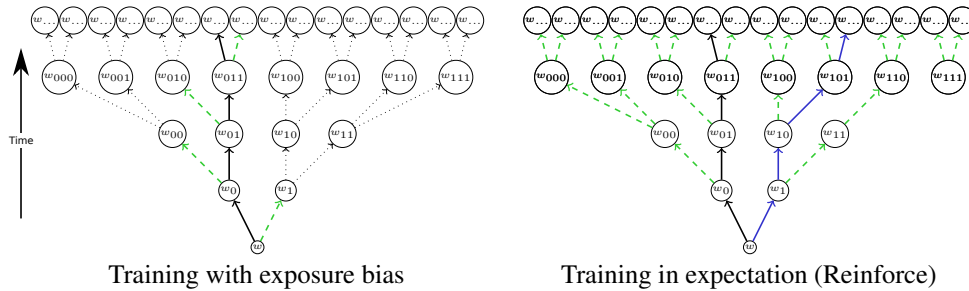 w... w... w... w... w... w... w... w... w... w... w... w... w... w... w... w... w... w... w... w... w... w... w... w... w... w... w... w... w... w... w... w...
w000 w001 w010 w011 w100 w101 w110 w111 w000 w001 w010 w011 w100 w101 w110 w111
Time
w00 w01 w10 w11 w00 w01 w10 w11
w0 w1 w0 w1
w w
Training with exposure bias
Training in expectation (Reinforce)